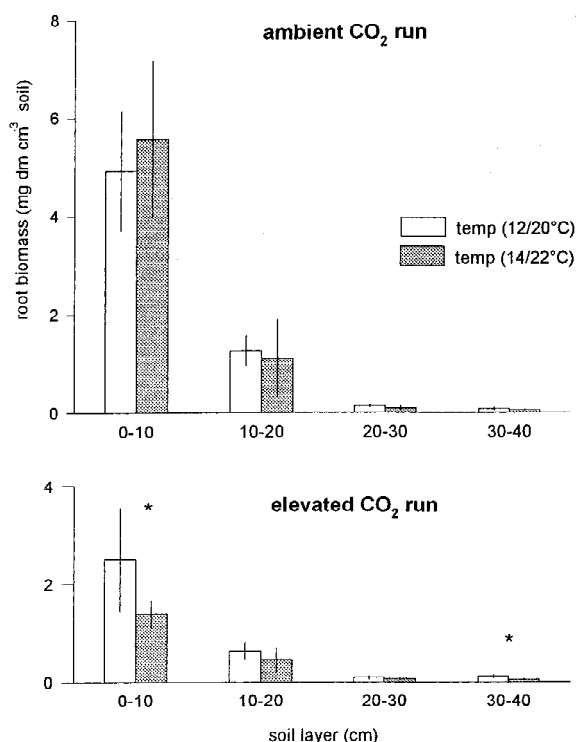 ambient CO₂ run
8
6
4
2
0
root biomass (mg dm cm⁻³ soil)
temp (12/20°C)
temp (14/22°C)
0-10 10-20 20-30 30-40
elevated CO₂ run
4
2
0
*
*
0-10 10-20 20-30 30-40
soil layer (cm)